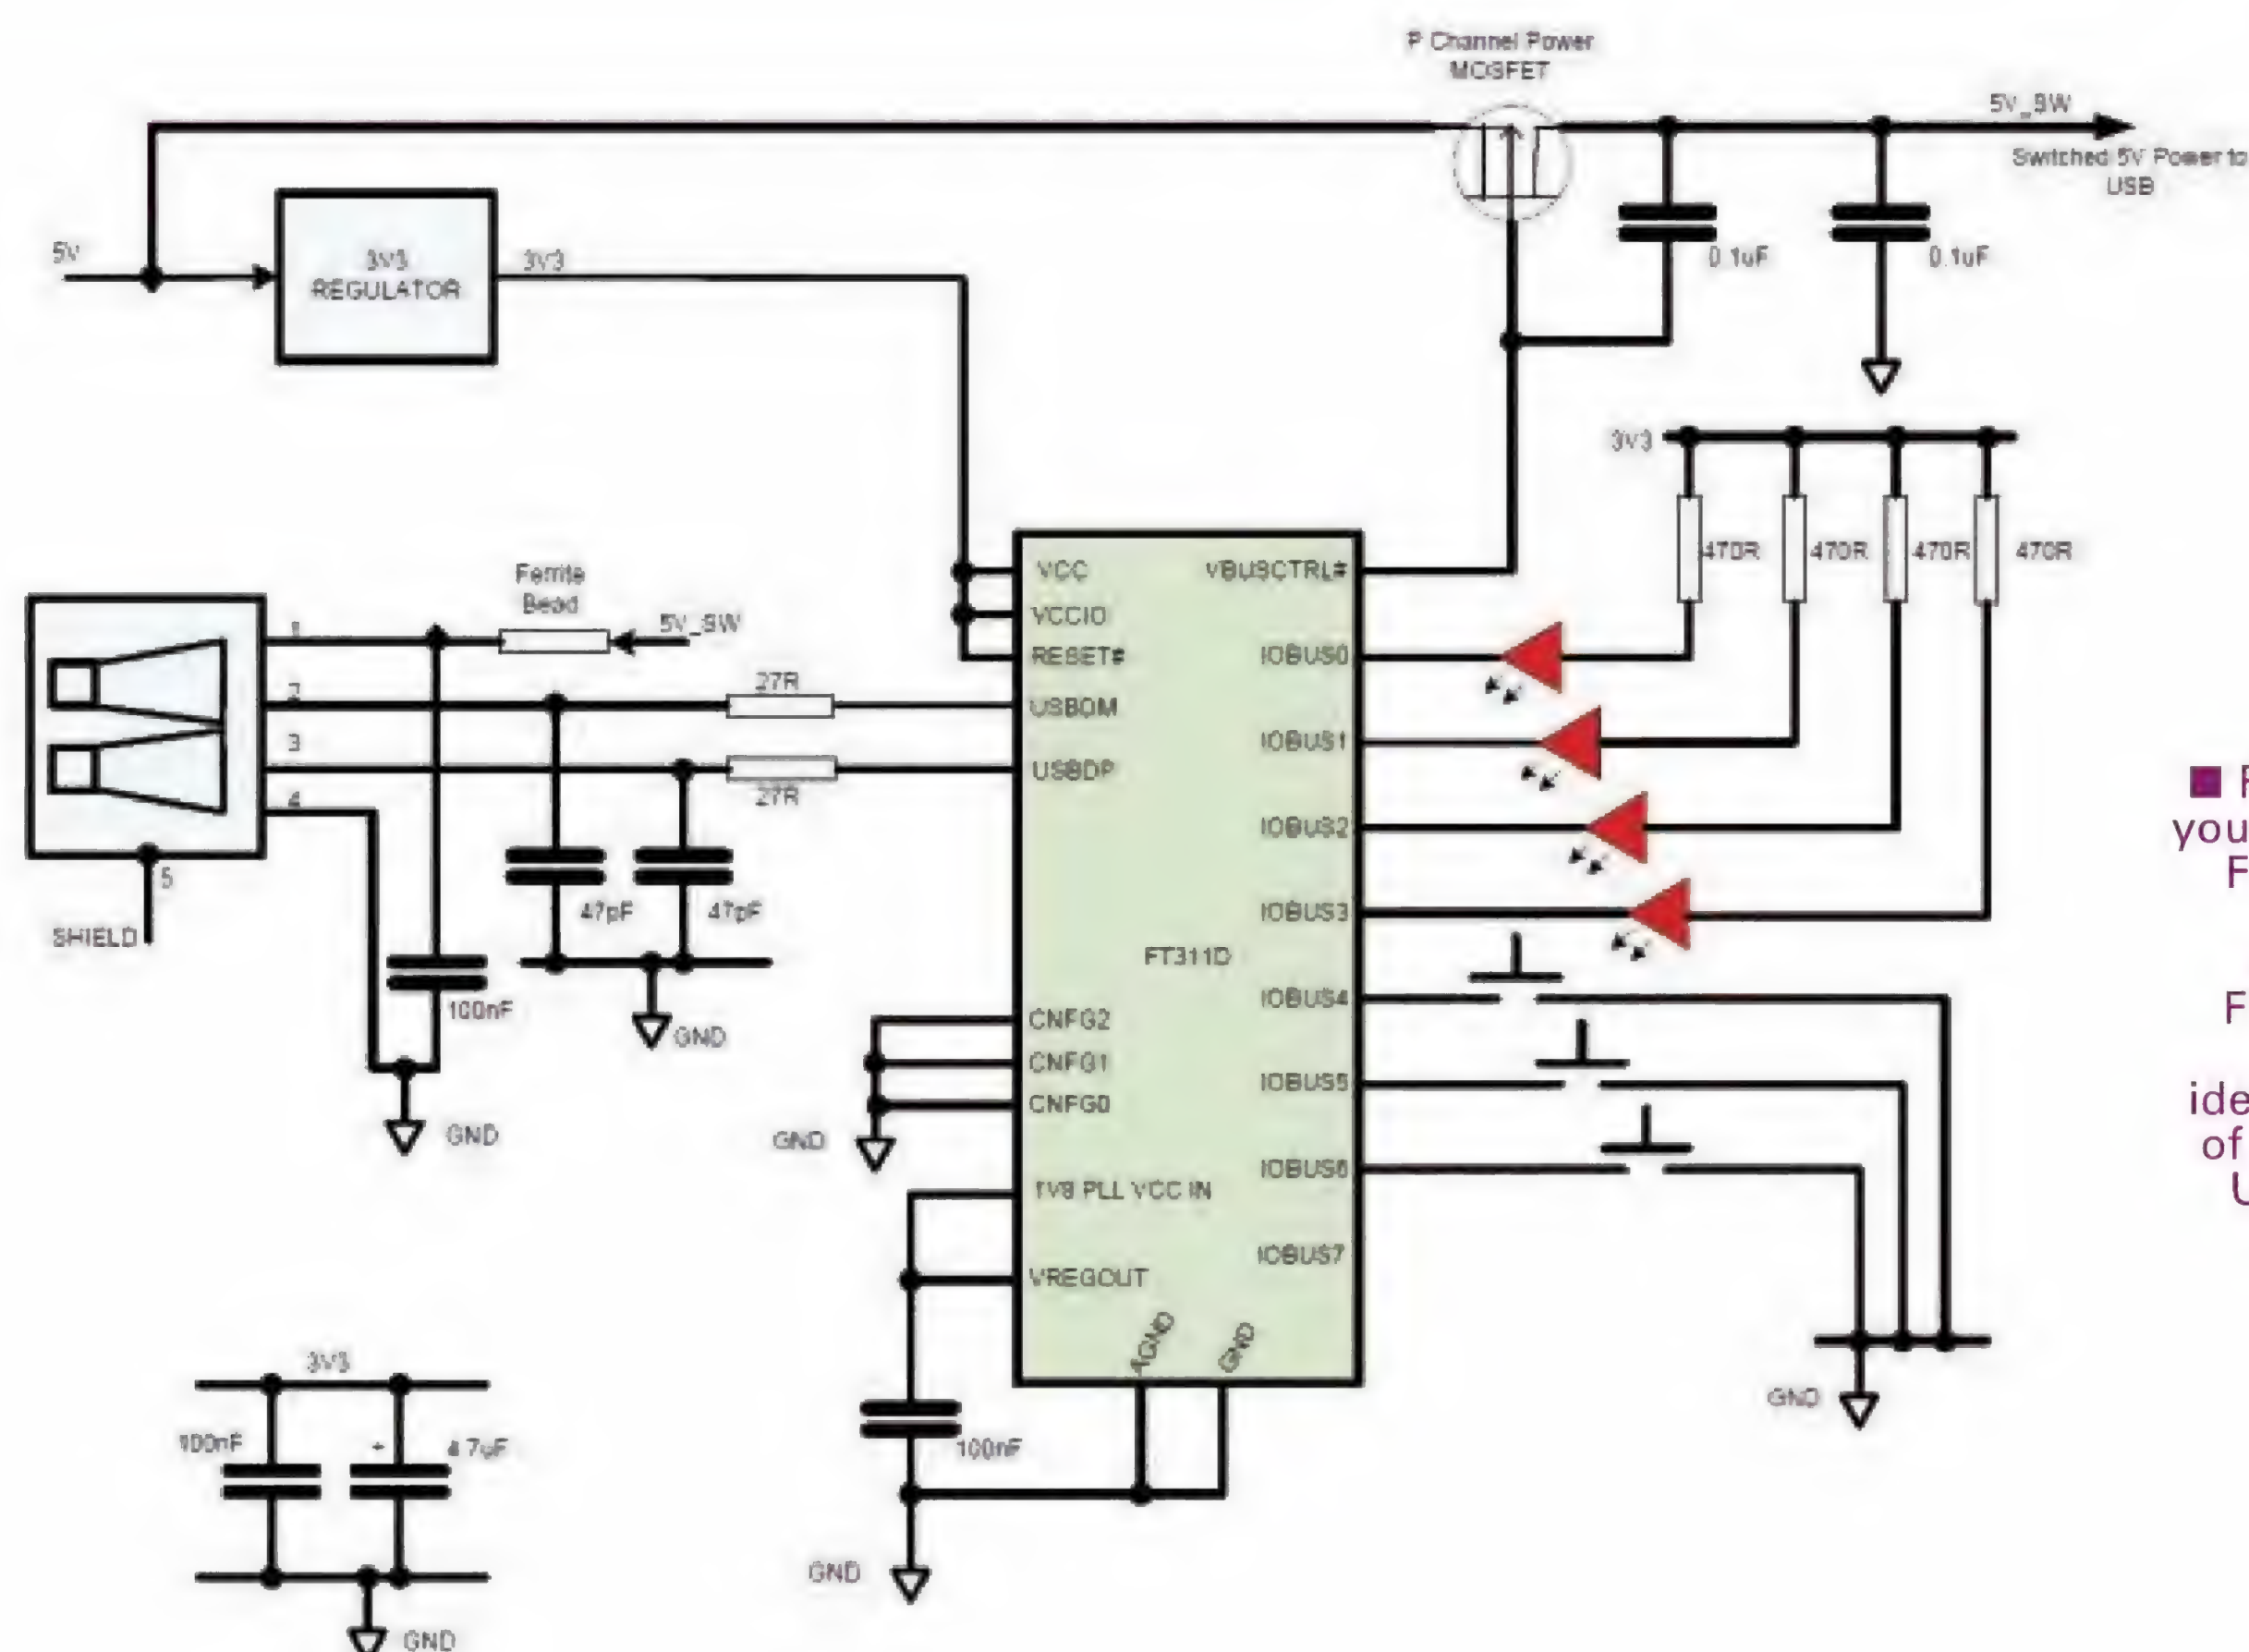 P Channel Power
MOSFET
5V_SW
Switched 5V Power to
USB
5V
3V3
REGULATOR
3V3
0.1uF
0.1uF
3V3
470R
470R
470R
470R
Ferrite
Bead
5V_SW
1
2
3
4
5
SHIELD
27R
27R
47pF
47pF
100nF
GND
GND
VCC
VCCIO
RESET#
USBDM
USBDP
CNFG2
CNFG1
CNFG0
1V8 PLL VCC IN
VREGOUT
VBUSCTRL#
IOBUS0
IOBUS1
IOBUS2
IOBUS3
FT311D
IOBUS4
IOBUS5
IOBUS6
IOBUS7
AGND
GND
GND
100nF
GND
GND
3V3
100nF
+
4.7uF
GND
you
F
F
ide
of